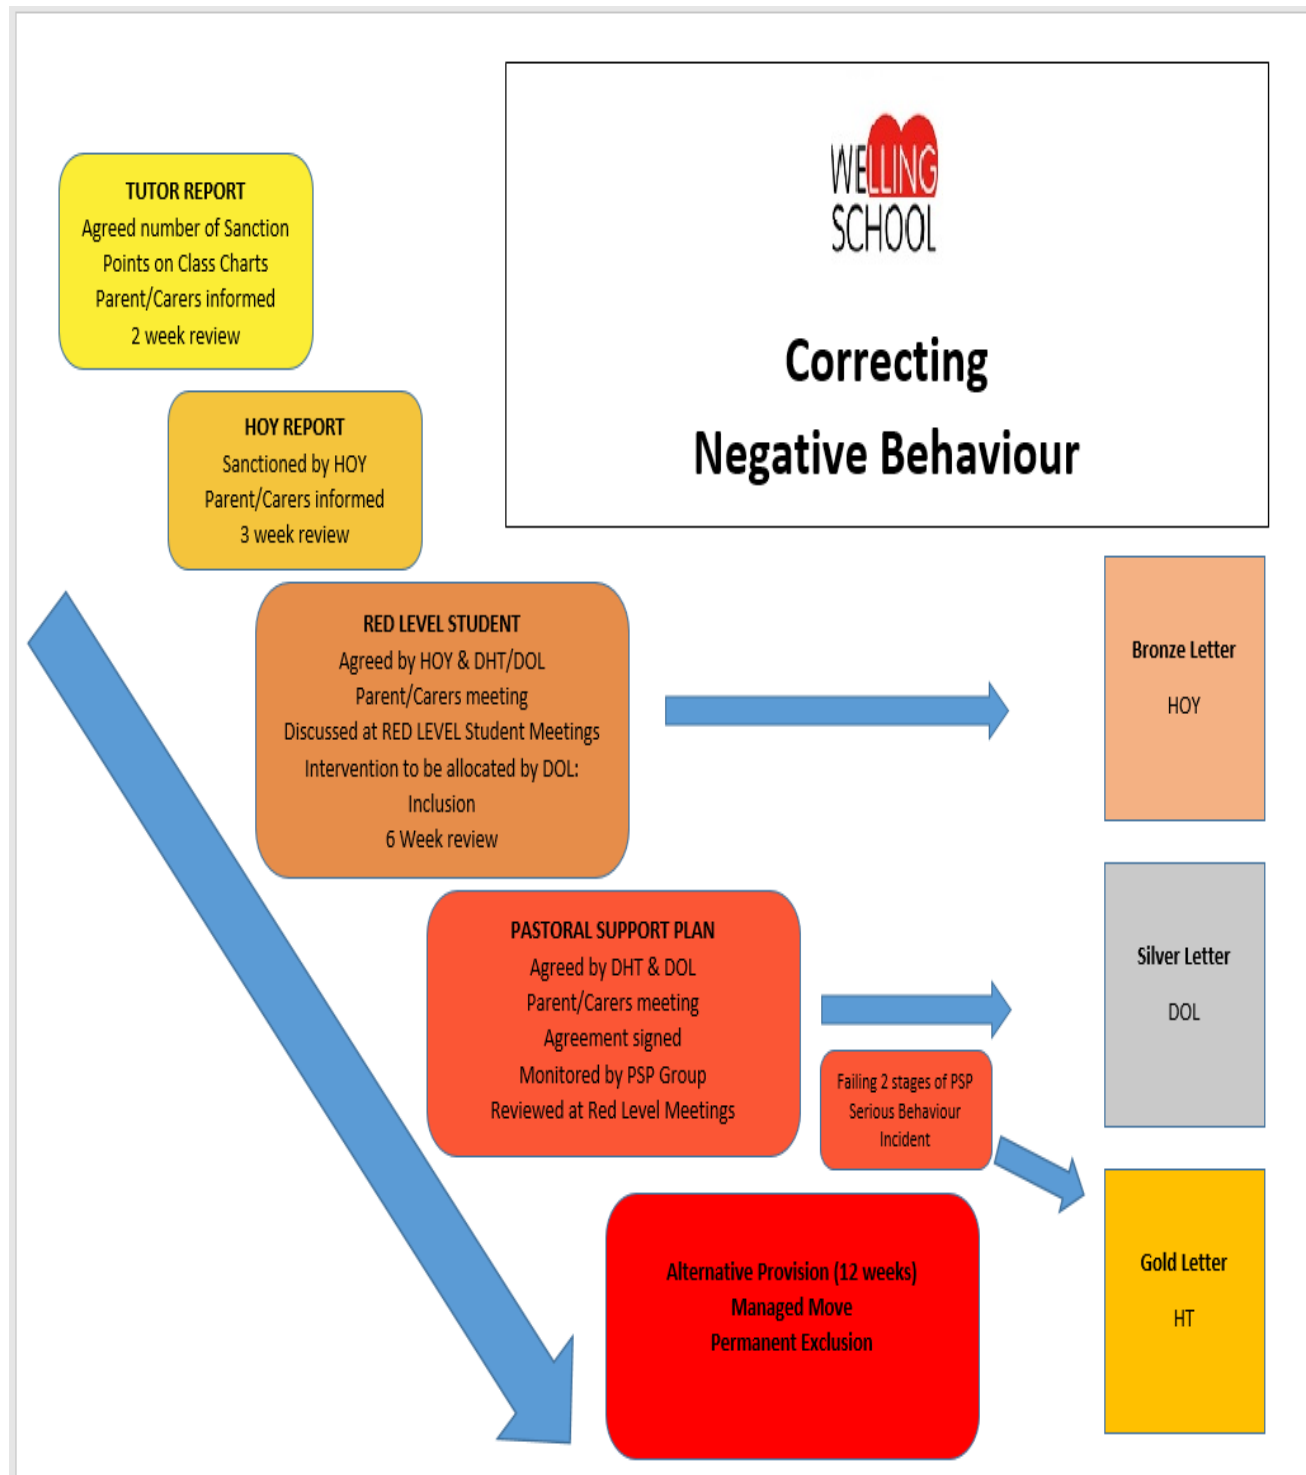 WELLING
SCHOOL
Correcting
Negative Behaviour
TUTOR REPORT
Agreed number of Sanction
Points on Class Charts
Parent/Carers informed
2 week review
HOY REPORT
Sanctioned by HOY
Parent/Carers informed
3 week review
RED LEVEL STUDENT
Agreed by HOY & DHT/DOL
Parent/Carers meeting
Discussed at RED LEVEL Student Meetings
Intervention to be allocated by DOL:
Inclusion
6 Week review
Bronze Letter
HOY
PASTORAL SUPPORT PLAN
Agreed by DHT & DOL
Parent/Carers meeting
Agreement signed
Monitored by PSP Group
Reviewed at Red Level Meetings
Silver Letter
DOL
Failing 2 stages of PSP
Serious Behaviour
Incident
Gold Letter
HT
Alternative Provision (12 weeks)
Managed Move
Permanent Exclusion